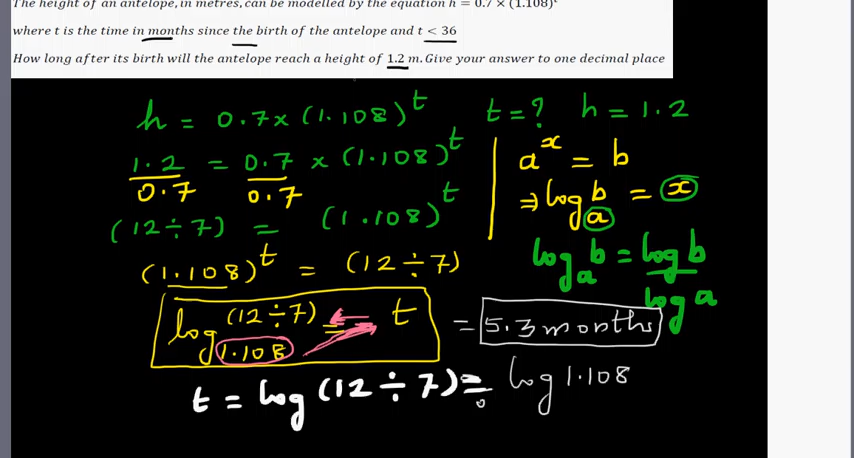 The height of an antelope, in metres, can be modelled by the equation h = 0.7 × (1.108)^t
where t is the time in months since the birth of the antelope and t < 36
How long after its birth will the antelope reach a height of 1.2 m. Give your answer to one decimal place
h = 0.7 x (1.108)^t t = ? h = 1.2
1.2/0.7 = 0.7/0.7 x (1.108)^t a^x = b
⇒ log_a b = x
(12 ÷ 7) = (1.108)^t
(1.108)^t = (12 ÷ 7) log_a b = log b / log a
log_1.108 (12 ÷ 7) = t = 5.3 months
t = log (12 ÷ 7) ÷ log 1.108